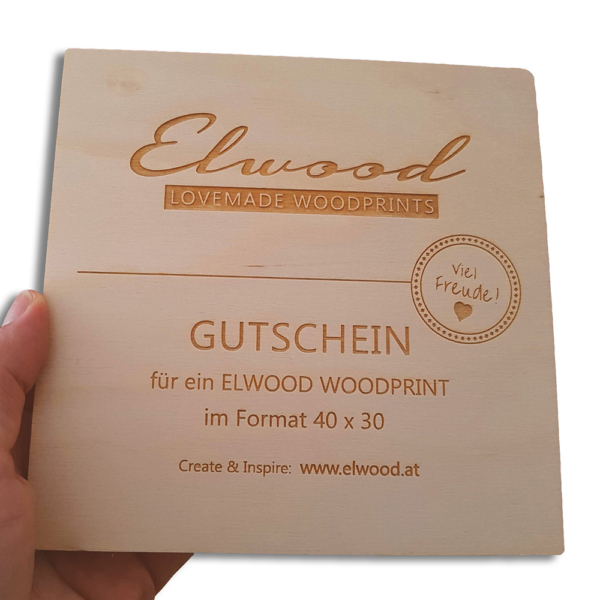 Elwood
LOVEMADE WOODPRINTS
Viel
Freude!
GUTSCHEIN
für ein ELWOOD WOODPRINT
im Format 40 x 30
Create & Inspire: www.elwood.at